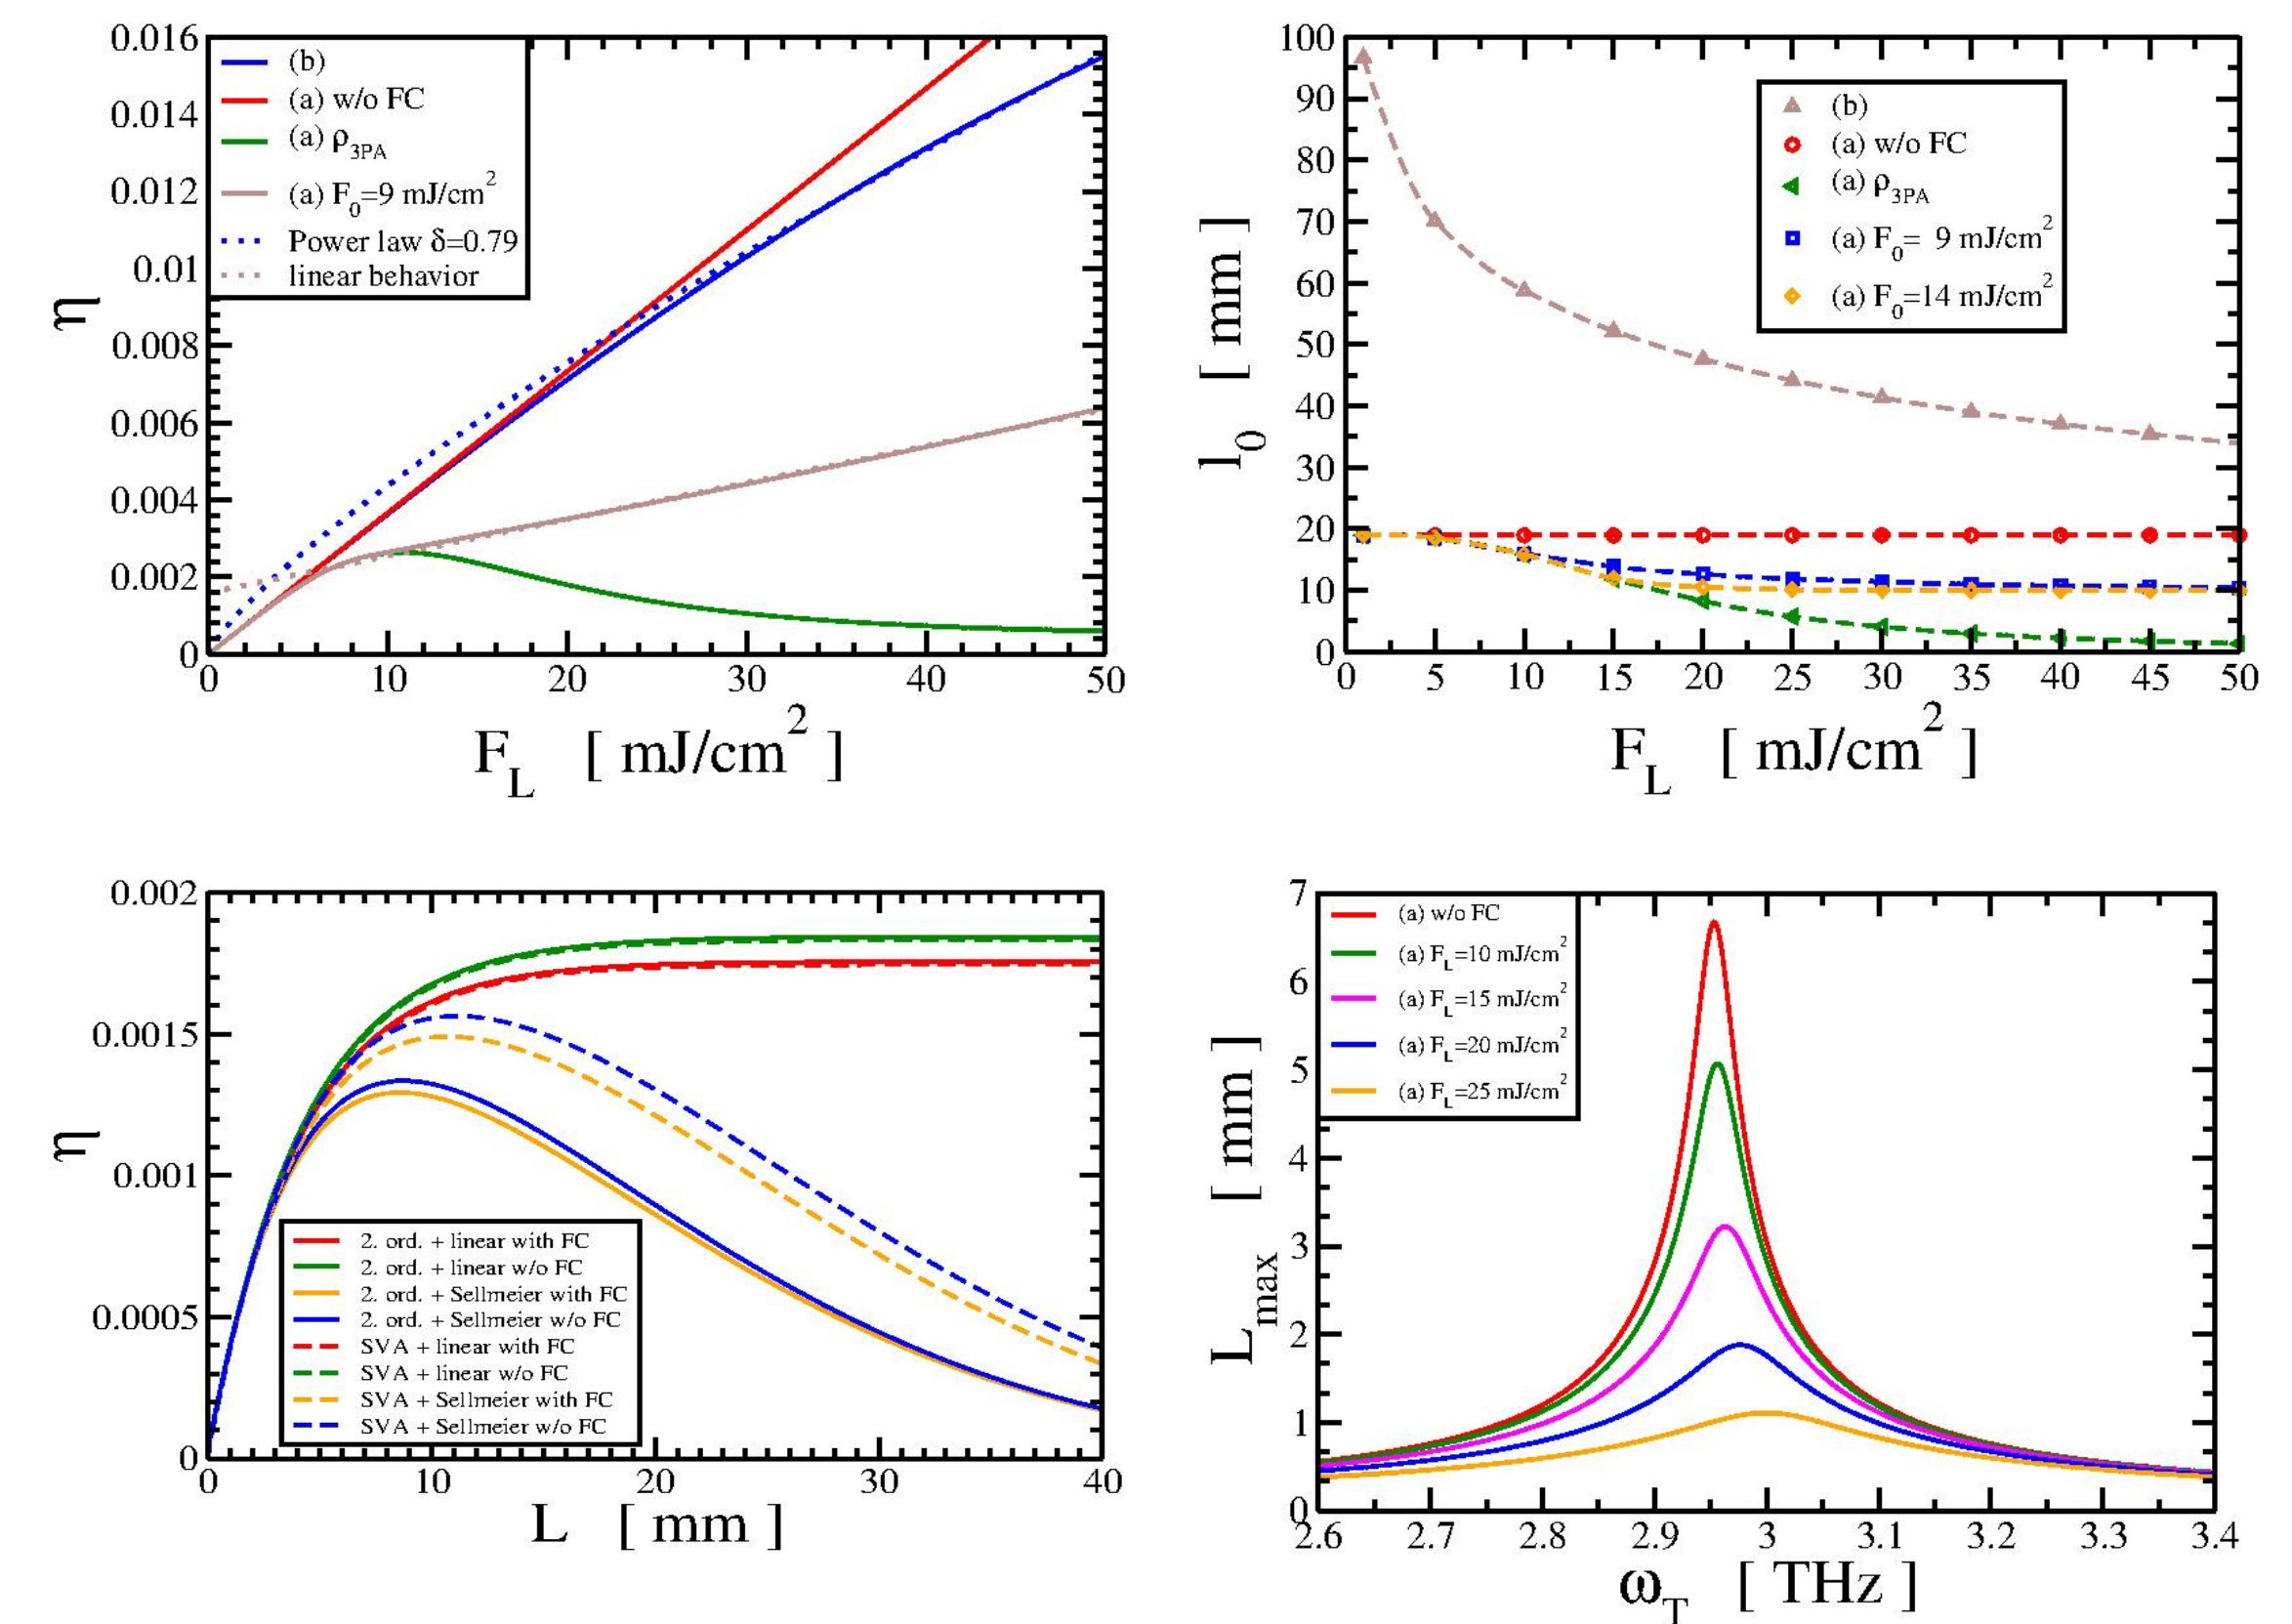 0.016
0.014
0.012
0.01
0.008
0.006
0.004
0.002
0
η
(b)
(a) w/o FC
(a) ρ3PA
(a) F0=9 mJ/cm2
Power law δ=0.79
linear behavior
0 10 20 30 40 50
FL [ mJ/cm2 ]
100
90
80
70
60
50
40
30
20
10
0
l0 [ mm ]
(b)
(a) w/o FC
(a) ρ3PA
(a) F0= 9 mJ/cm2
(a) F0=14 mJ/cm2
0 5 10 15 20 25 30 35 40 45 50
FL [ mJ/cm2 ]
0.002
0.0015
0.001
0.0005
0
η
2. ord. + linear with FC
2. ord. + linear w/o FC
2. ord. + Sellmeier with FC
2. ord. + Sellmeier w/o FC
SVA + linear with FC
SVA + linear w/o FC
SVA + Sellmeier with FC
SVA + Sellmeier w/o FC
0 10 20 30 40
L [ mm ]
7
6
5
4
3
2
1
0
Lmax [ mm ]
(a) w/o FC
(a) FL=10 mJ/cm2
(a) FL=15 mJ/cm2
(a) FL=20 mJ/cm2
(a) FL=25 mJ/cm2
2.6 2.7 2.8 2.9 3 3.1 3.2 3.3 3.4
ωT [ THz ]